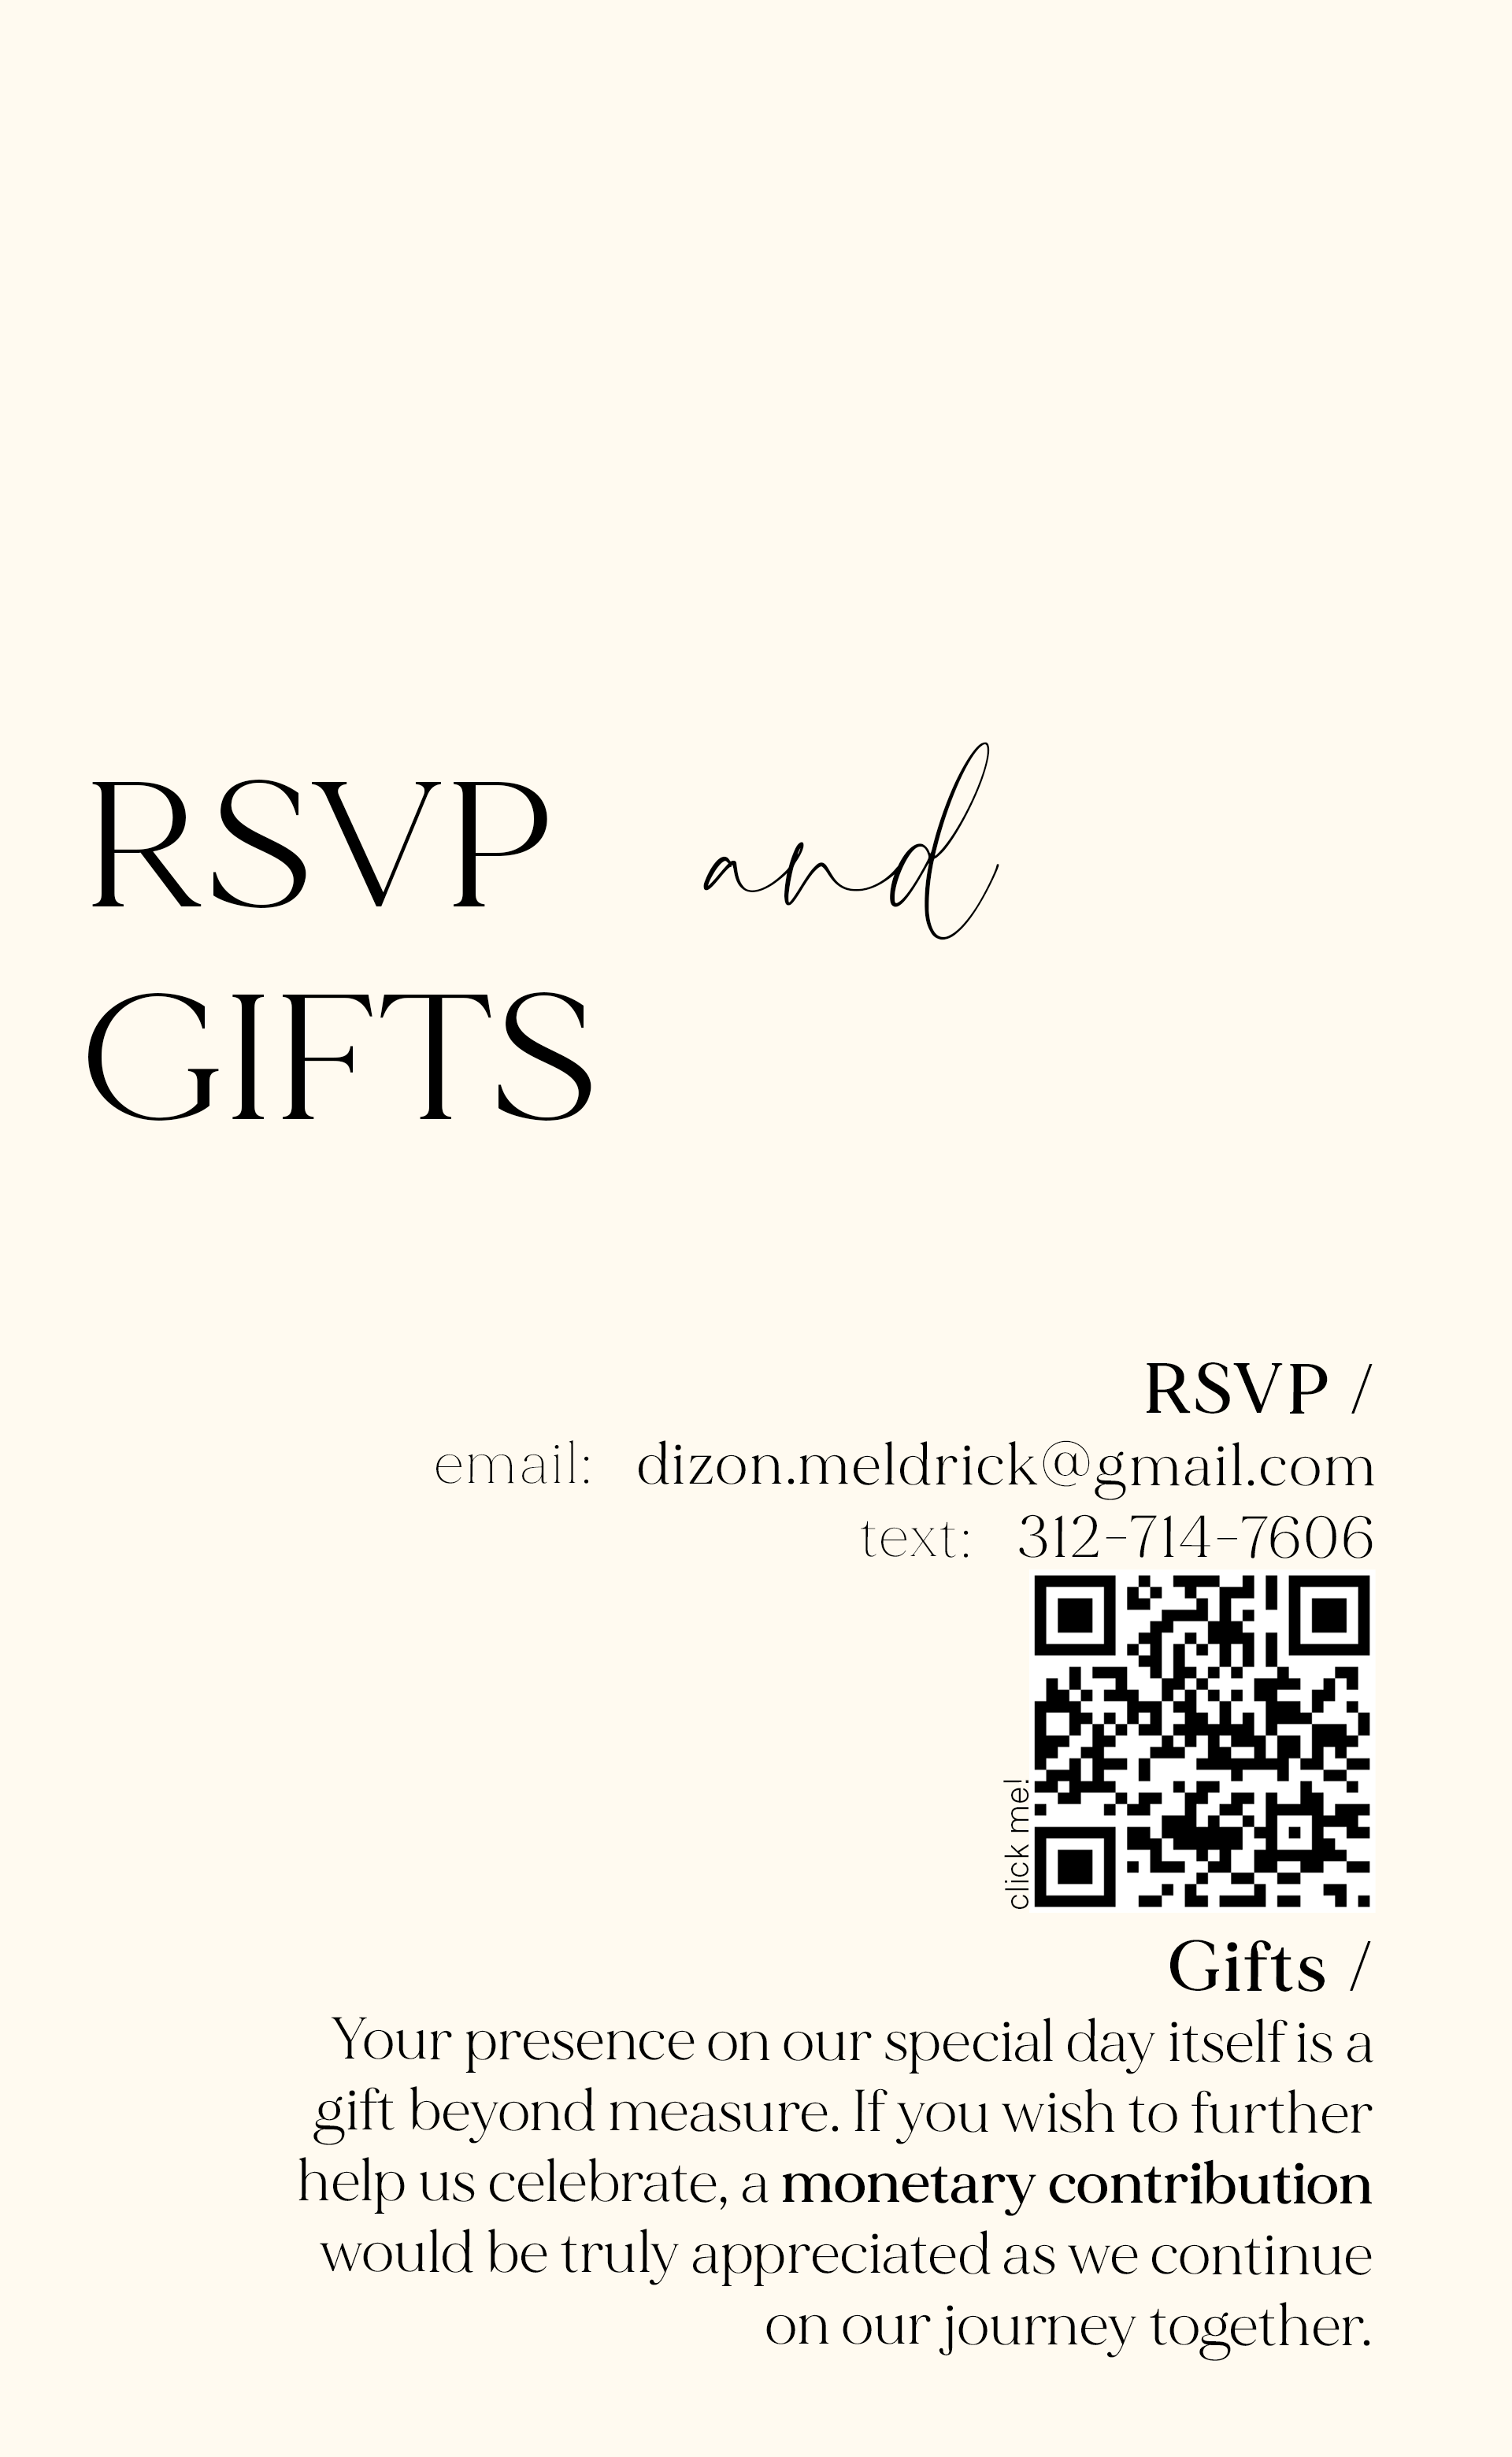 RSVP and
GIFTS
RSVP /
email: dizon.meldrick@gmail.com
text: 312-714-7606
click me!
Gifts /
Your presence on our special day itself is a
gift beyond measure. If you wish to further
help us celebrate, a monetary contribution
would be truly appreciated as we continue
on our journey together.